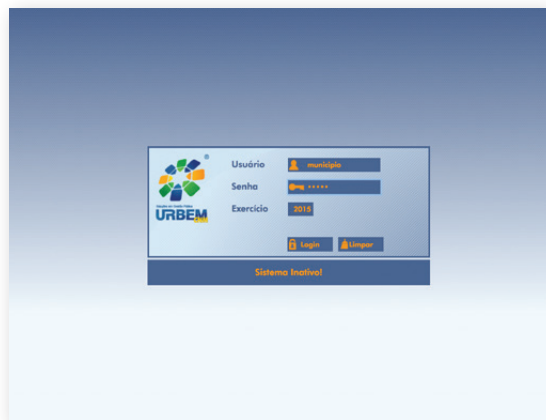 Usuário
municipio
Senha
*****
Exercício
2015
URBEM
Login
Limpar
Sistema Inativo!